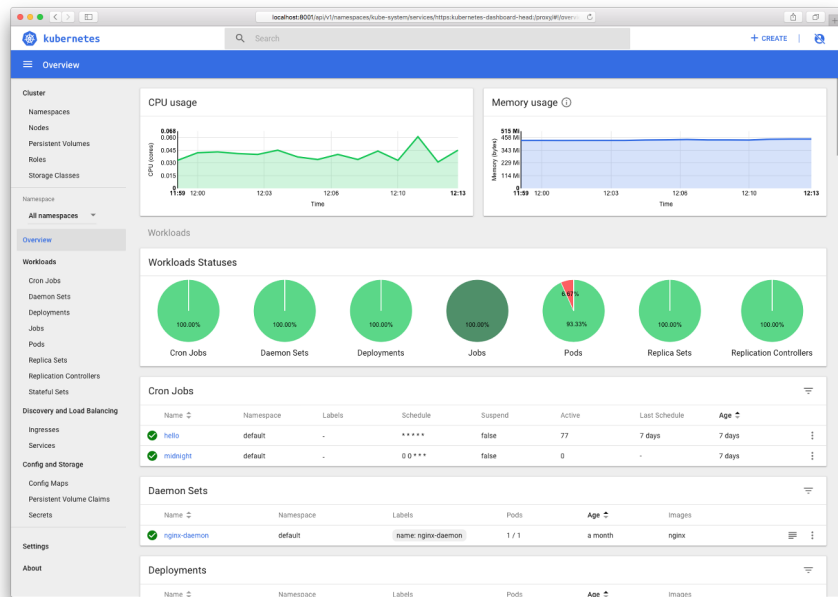 localhost:8001/api/v1/namespaces/kube-system/services/https:kubernetes-dashboard-head:/proxy/#!/overvi
kubernetes
Search
+ CREATE
Overview
Cluster
Namespaces
Nodes
Persistent Volumes
Roles
Storage Classes
Namespace
All namespaces
Overview
Workloads
Cron Jobs
Daemon Sets
Deployments
Jobs
Pods
Replica Sets
Replication Controllers
Stateful Sets
Discovery and Load Balancing
Ingresses
Services
Config and Storage
Config Maps
Persistent Volume Claims
Secrets
Settings
About
CPU usage
CPU (cores)
0.068
0.060
0.045
0.030
0.015
0
11:59 12:00 12:03 12:06 12:10 12:13
Time
Memory usage
Memory (bytes)
515 Mi
458 Mi
343 Mi
229 Mi
114 Mi
0
11:59 12:00 12:03 12:06 12:10 12:13
Time
Workloads
Workloads Statuses
100.00% 100.00% 100.00% 100.00% 6.67% 93.33% 100.00% 100.00%
Cron Jobs Daemon Sets Deployments Jobs Pods Replica Sets Replication Controllers
Cron Jobs
Name Namespace Labels Schedule Suspend Active Last Schedule Age
hello default - * * * * * false 77 7 days 7 days
midnight default - 0 0 * * * false 0 - 7 days
Daemon Sets
Name Namespace Labels Pods Age Images
nginx-daemon default name: nginx-daemon 1 / 1 a month nginx
Deployments
Name Namespace Labels Pods Age Images